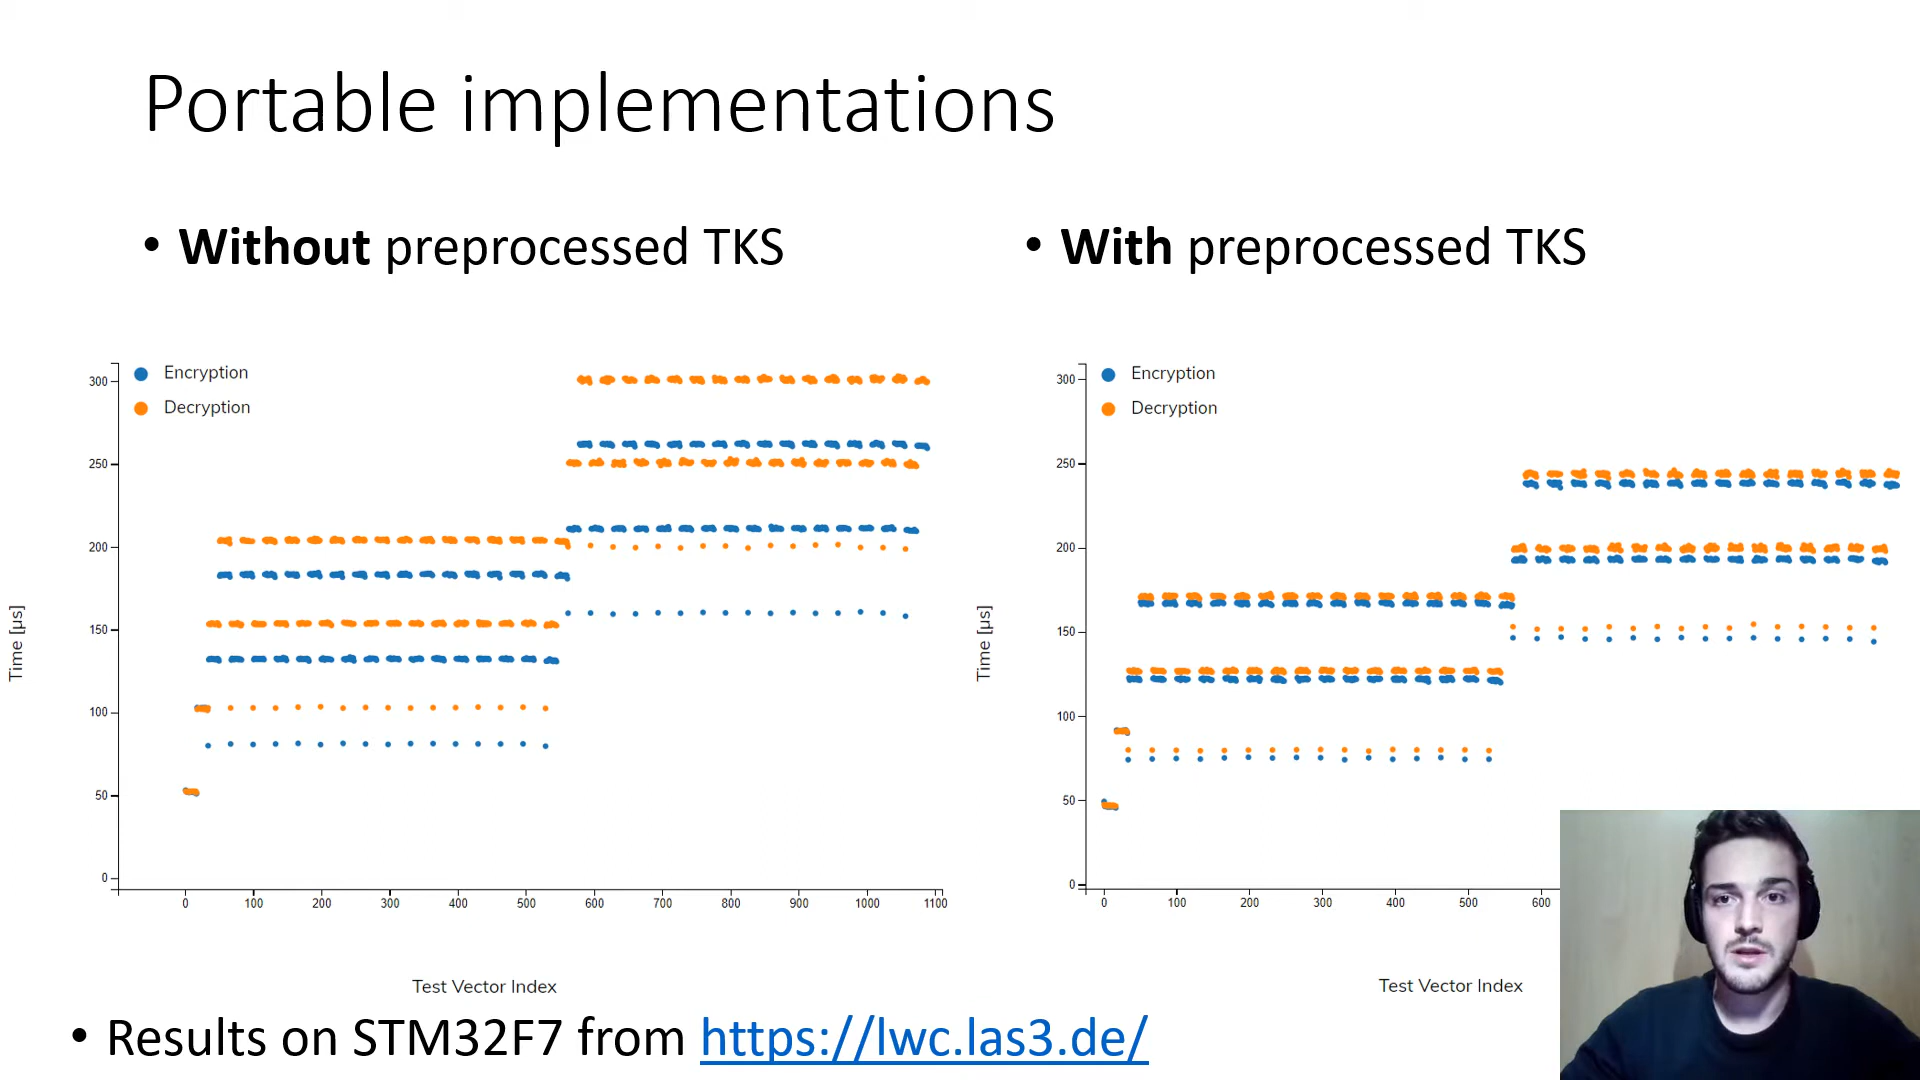 Portable implementations
• Without preprocessed TKS
• With preprocessed TKS
Encryption
Decryption
300
250
200
150
100
50
0
Time [µs]
0 100 200 300 400 500 600 700 800 900 1000 1100
Test Vector Index
Encryption
Decryption
300
250
200
150
100
50
0
Time [µs]
0 100 200 300 400 500 600
Test Vector Index
• Results on STM32F7 from https://lwc.las3.de/